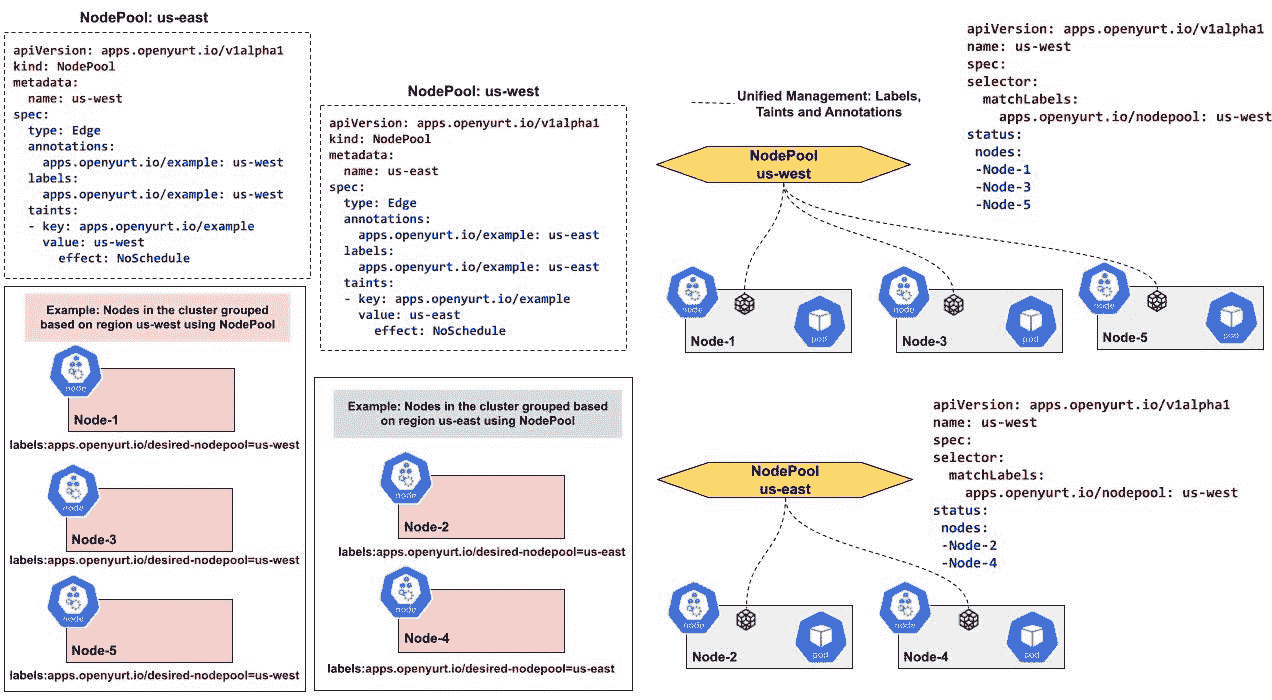 NodePool: us-east
apiVersion: apps.openyurt.io/v1alpha1
kind: NodePool
metadata:
name: us-west
spec:
type: Edge
annotations:
apps.openyurt.io/example: us-west
labels:
apps.openyurt.io/example: us-west
taints:
- key: apps.openyurt.io/example
value: us-west
effect: NoSchedule
Example: Nodes in the cluster grouped
based on region us-west using NodePool
node
Node-1
labels:apps.openyurt.io/desired-nodepool=us-west
node
Node-3
labels:apps.openyurt.io/desired-nodepool=us-west
node
Node-5
labels:apps.openyurt.io/desired-nodepool=us-west
NodePool: us-west
apiVersion: apps.openyurt.io/v1alpha1
kind: NodePool
metadata:
name: us-east
spec:
type: Edge
annotations:
apps.openyurt.io/example: us-east
labels:
apps.openyurt.io/example: us-east
taints:
- key: apps.openyurt.io/example
value: us-east
effect: NoSchedule
Example: Nodes in the cluster grouped based
on region us-east using NodePool
node
Node-2
labels:apps.openyurt.io/desired-nodepool=us-east
node
Node-4
labels:apps.openyurt.io/desired-nodepool=us-east
Unified Management: Labels,
Taints and Annotations
NodePool
us-west
apiVersion: apps.openyurt.io/v1alpha1
name: us-west
spec:
selector:
matchLabels:
apps.openyurt.io/nodepool: us-west
status:
nodes:
-Node-1
-Node-3
-Node-5
node
Node-1
pod
node
Node-3
pod
node
Node-5
pod
NodePool
us-east
apiVersion: apps.openyurt.io/v1alpha1
name: us-west
spec:
selector:
matchLabels:
apps.openyurt.io/nodepool: us-west
status:
nodes:
-Node-2
-Node-4
node
Node-2
pod
node
Node-4
pod